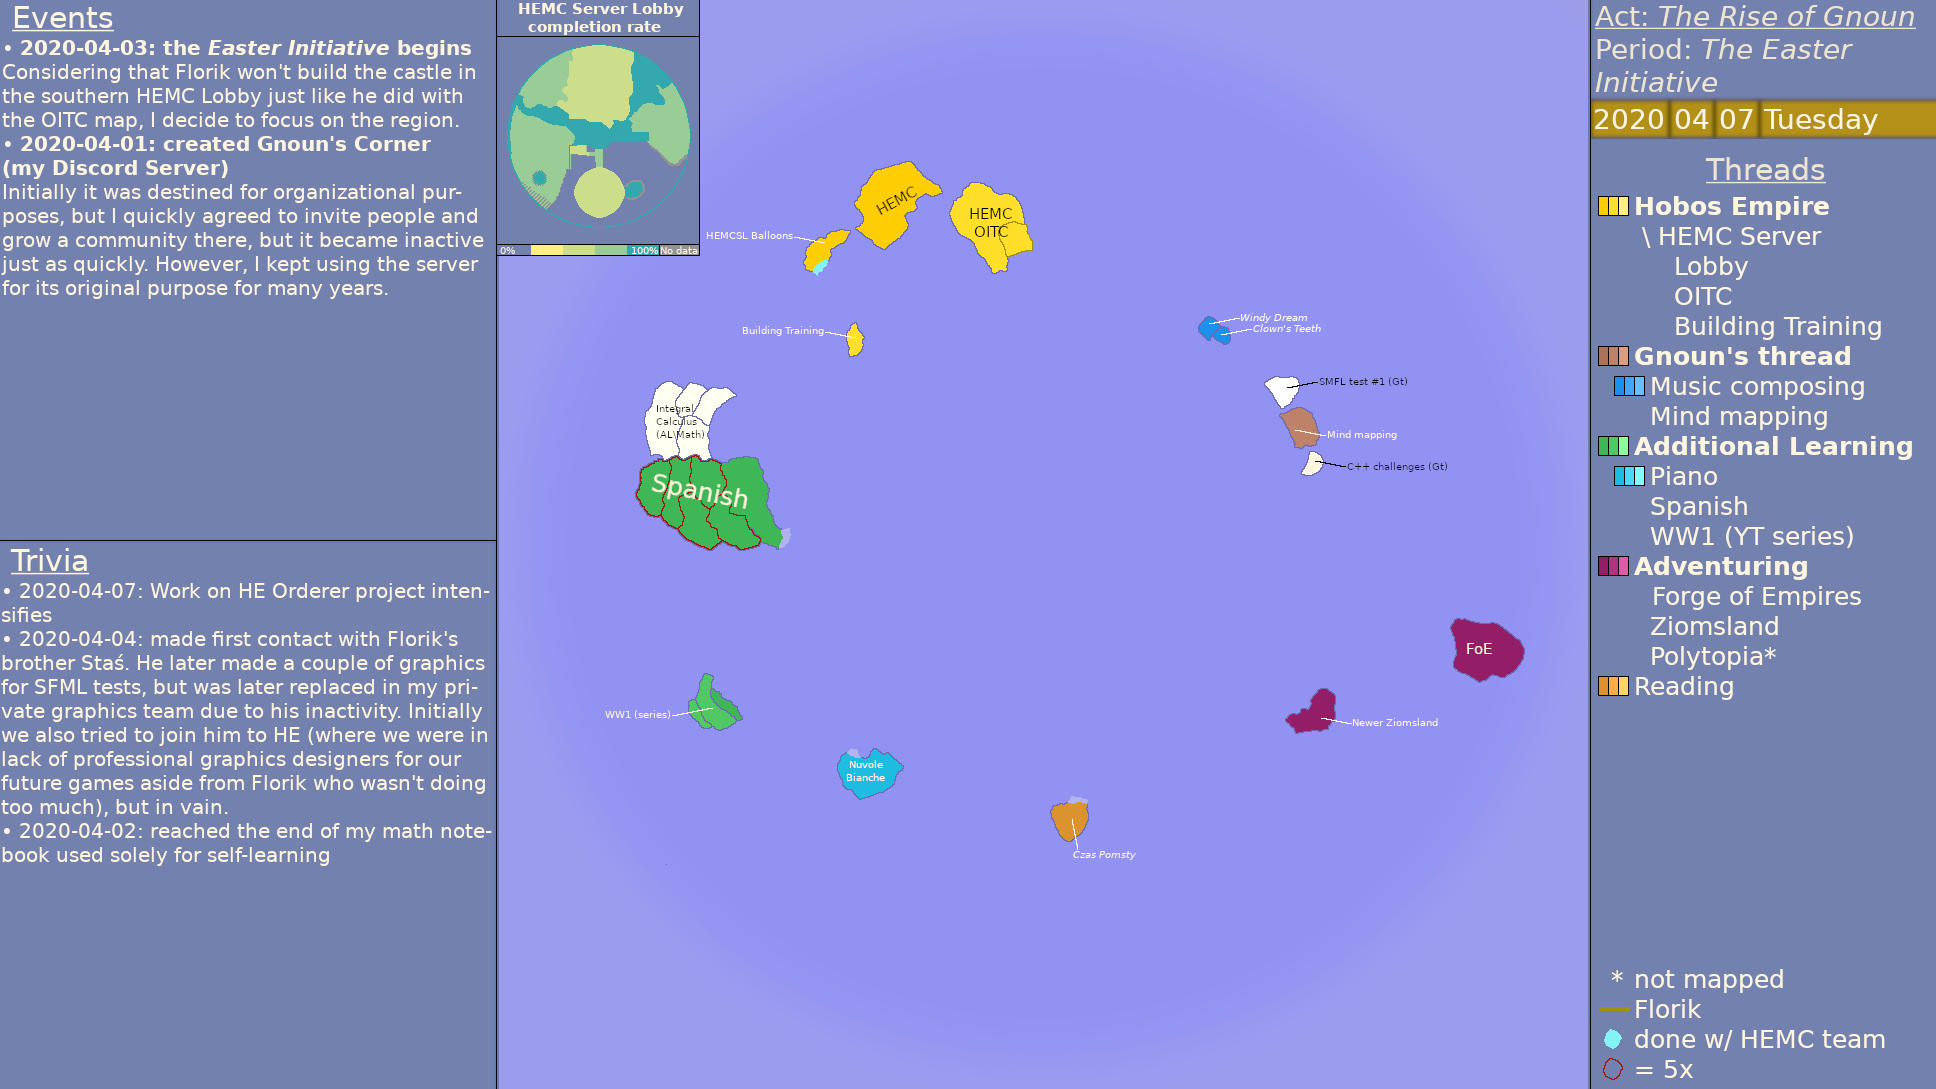 Events
• 2020-04-03: the Easter Initiative begins
Considering that Florik won't build the castle in
the southern HEMC Lobby just like he did with
the OITC map, I decide to focus on the region.
• 2020-04-01: created Gnoun's Corner
(my Discord Server)
Initially it was destined for organizational pur-
poses, but I quickly agreed to invite people and
grow a community there, but it became inactive
just as quickly. However, I kept using the server
for its original purpose for many years.
Trivia
• 2020-04-07: Work on HE Orderer project inten-
sifies
• 2020-04-04: made first contact with Florik's
brother Staś. He later made a couple of graphics
for SFML tests, but was later replaced in my pri-
vate graphics team due to his inactivity. Initially
we also tried to join him to HE (where we were in
lack of professional graphics designers for our
future games aside from Florik who wasn't doing
too much), but in vain.
• 2020-04-02: reached the end of my math note-
book used solely for self-learning
HEMC Server Lobby
completion rate
0% 100% No data
HEMC
HEMC
OITC
HEMCSL Balloons
Building Training
Windy Dream
Clown's Teeth
Integral
Calculus
(AL\Math)
SMFL test #1 (Gt)
Mind mapping
C++ challenges (Gt)
Spanish
FoE
WW1 (series)
Newer Ziomsland
Nuvole
Bianche
Czas Pomsty
Act: The Rise of Gnoun
Period: The Easter
Initiative
2020 04 07 Tuesday
Threads
Hobos Empire
\ HEMC Server
Lobby
OITC
Building Training
Gnoun's thread
Music composing
Mind mapping
Additional Learning
Piano
Spanish
WW1 (YT series)
Adventuring
Forge of Empires
Ziomsland
Polytopia*
Reading
* not mapped
Florik
done w/ HEMC team
= 5x